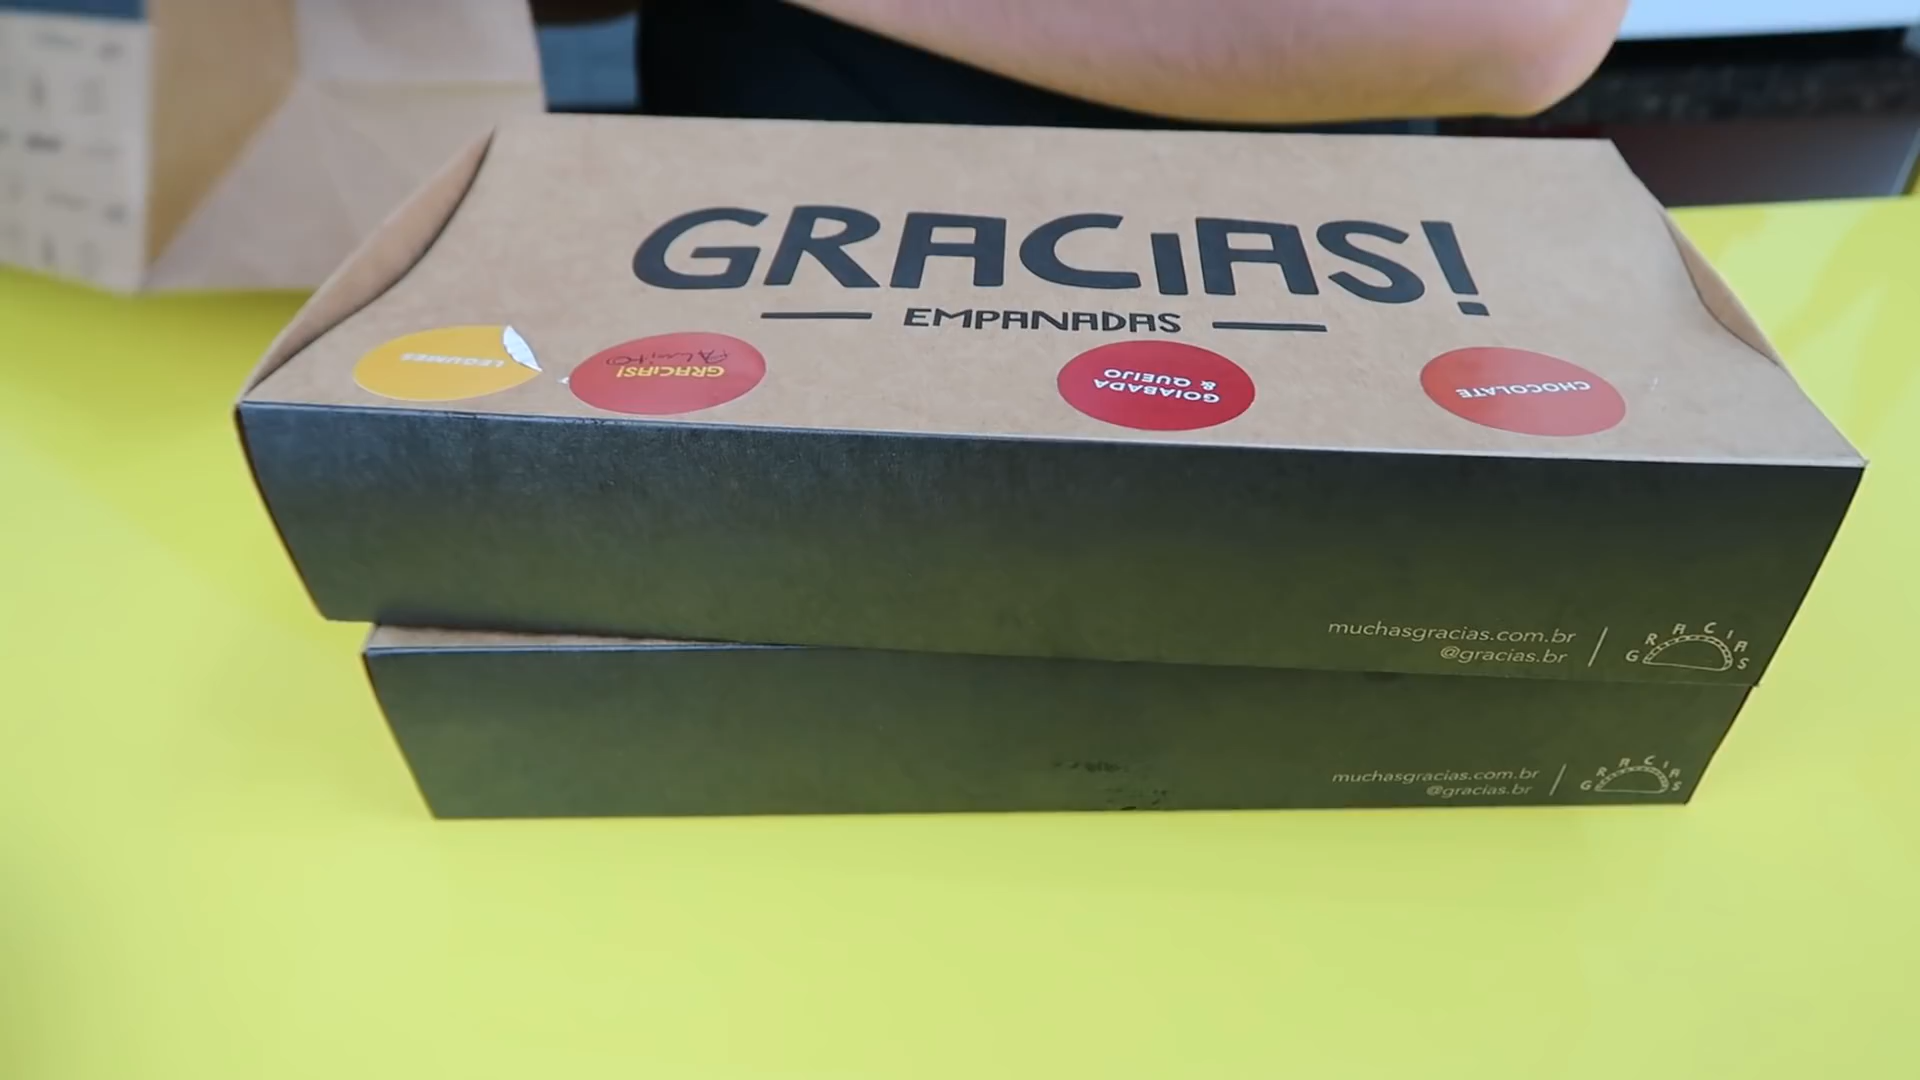 GRACIAS!
EMPANADAS
LEGUMES
PALMITO
GRACIAS!
GOIABADA
& QUEIJO
CHOCOLATE
muchasgracias.com.br
@gracias.br
GRACIAS
muchasgracias.com.br
@gracias.br
GRACIAS